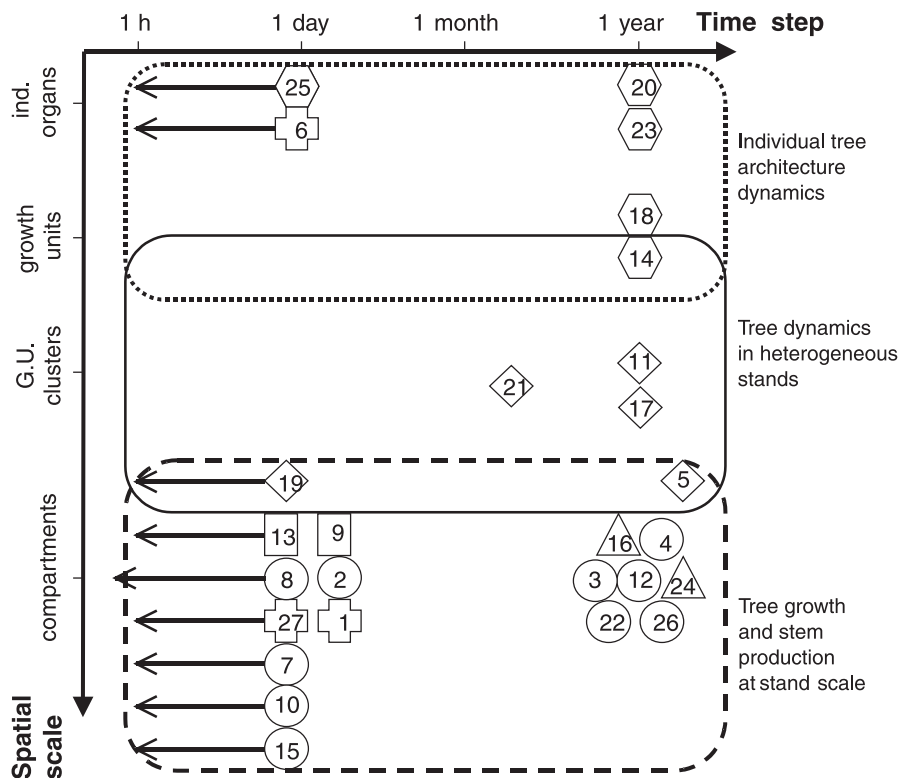 1 h 1 day 1 month 1 year Time step
ind.
organs
growth
units
G.U.
clusters
compartments
Spatial
scale
25 20
6 23
18
14
11
21
17
19 5
13 9 16 4
8 2 3 12 24
27 1 22 26
7
10
15
Individual tree
architecture
dynamics
Tree dynamics
in heterogeneous
stands
Tree growth
and stem
production
at stand scale